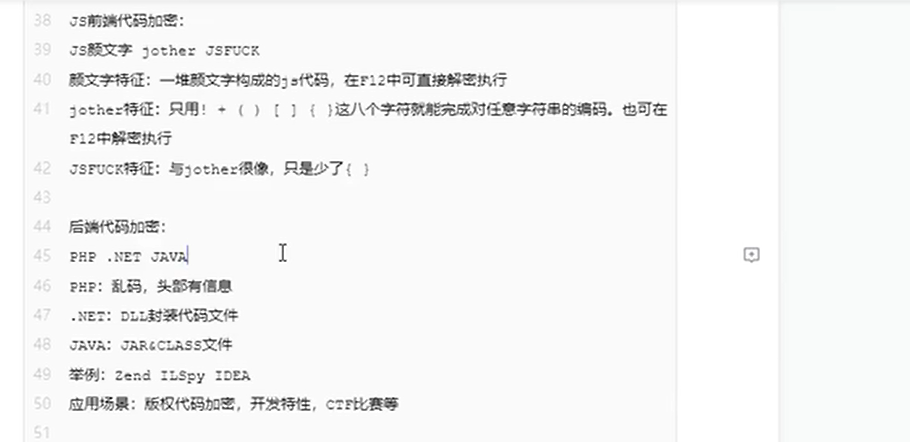 38 JS前端代码加密：
39 JS颜文字 jother JSFUCK
40 颜文字特征：一堆颜文字构成的js代码，在F12中可直接解密执行
41 jother特征：只用! + ( ) [ ] { }这八个字符就能完成对任意字符串的编码。也可在
F12中解密执行
42 JSFUCK特征：与jother很像，只是少了{ }
43
44 后端代码加密：
45 PHP .NET JAVA
46 PHP：乱码，头部有信息
47 .NET：DLL封装代码文件
48 JAVA：JAR&CLASS文件
49 举例：Zend ILSpy IDEA
50 应用场景：版权代码加密，开发特性，CTF比赛等
51